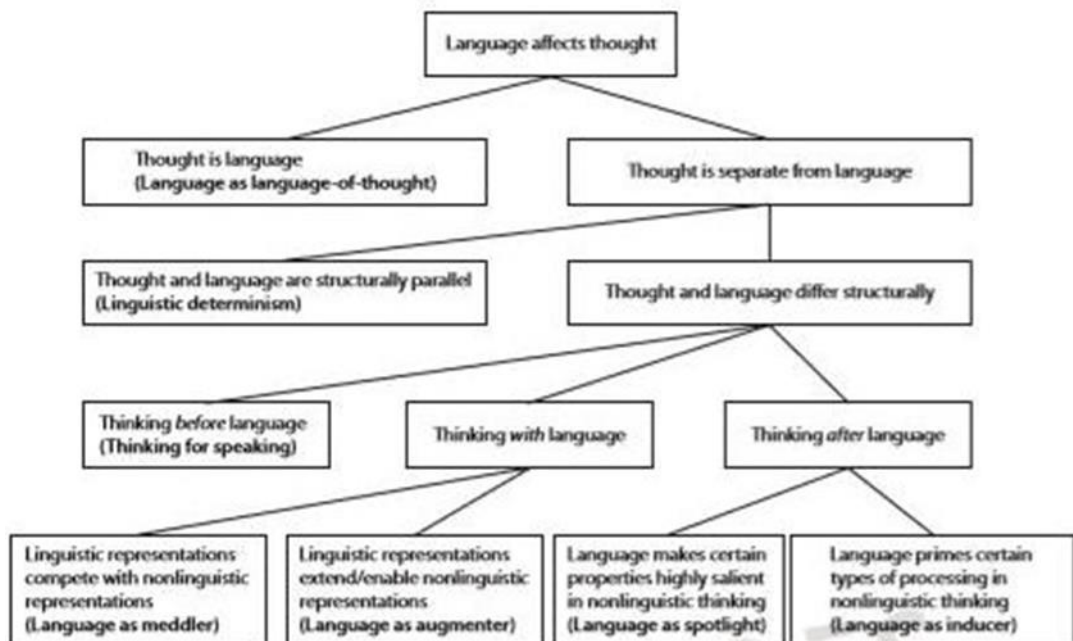 Language affects thought
Thought is language
(Language as language-of-thought)
Thought is separate from language
Thought and language are structurally parallel
(Linguistic determinism)
Thought and language differ structurally
Thinking before language
(Thinking for speaking)
Thinking with language
Thinking after language
Linguistic representations
compete with nonlinguistic
representations
(Language as meddler)
Linguistic representations
extend/enable nonlinguistic
representations
(Language as augmenter)
Language makes certain
properties highly salient
in nonlinguistic thinking
(Language as spotlight)
Language primes certain
types of processing in
nonlinguistic thinking
(Language as inducer)